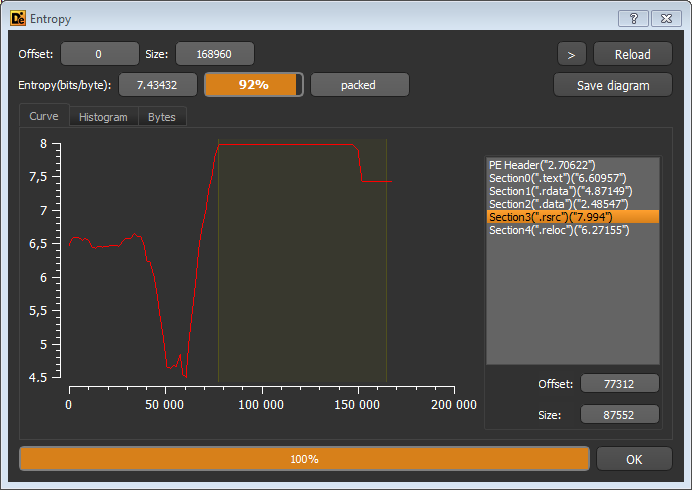 De Entropy
Offset: 0 Size: 168960 > Reload
Entropy(bits/byte): 7.43432 92% packed Save diagram
Curve Histogram Bytes
8
7,5
7
6,5
6
5,5
5
4.5
0 50 000 100 000 150 000 200 000
PE Header("2.70622")
Section0(".text")("6.60957")
Section1(".rdata")("4.87149")
Section2(".data")("2.48547")
Section3(".rsrc")("7.994")
Section4(".reloc")("6.27155")
Offset: 77312
Size: 87552
100% OK